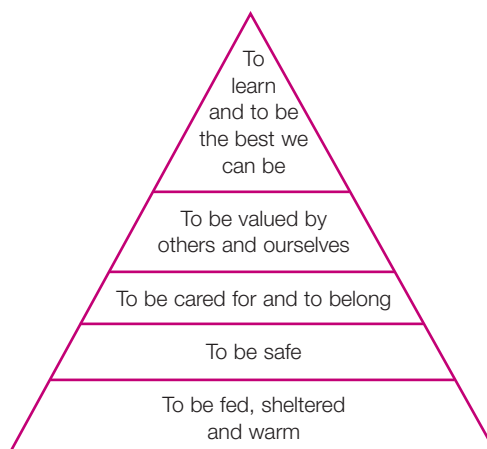 To
learn
and to be
the best we
can be
To be valued by
others and ourselves
To be cared for and to belong
To be safe
To be fed, sheltered
and warm